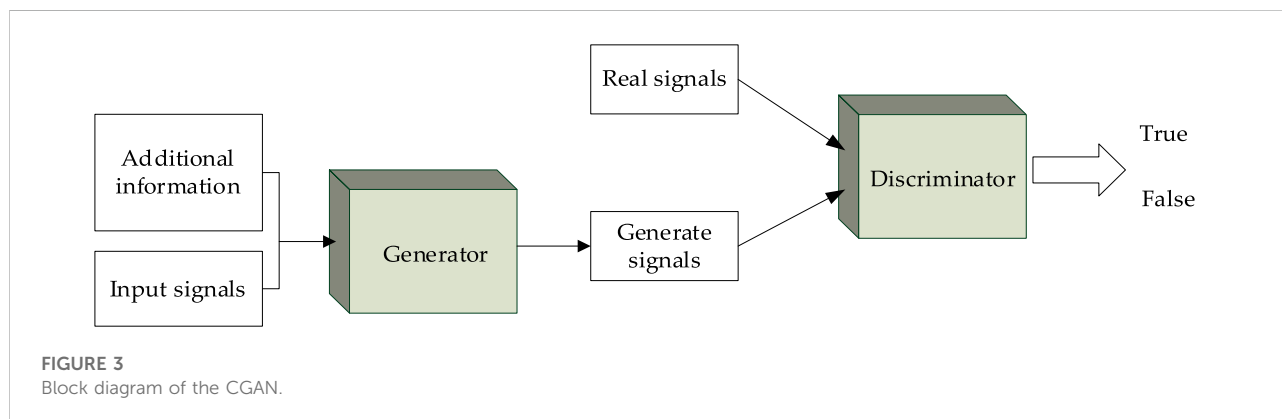 Additional
information
Input signals
Generator
Real signals
Generate
signals
Discriminator
True
False
FIGURE 3
Block diagram of the CGAN.